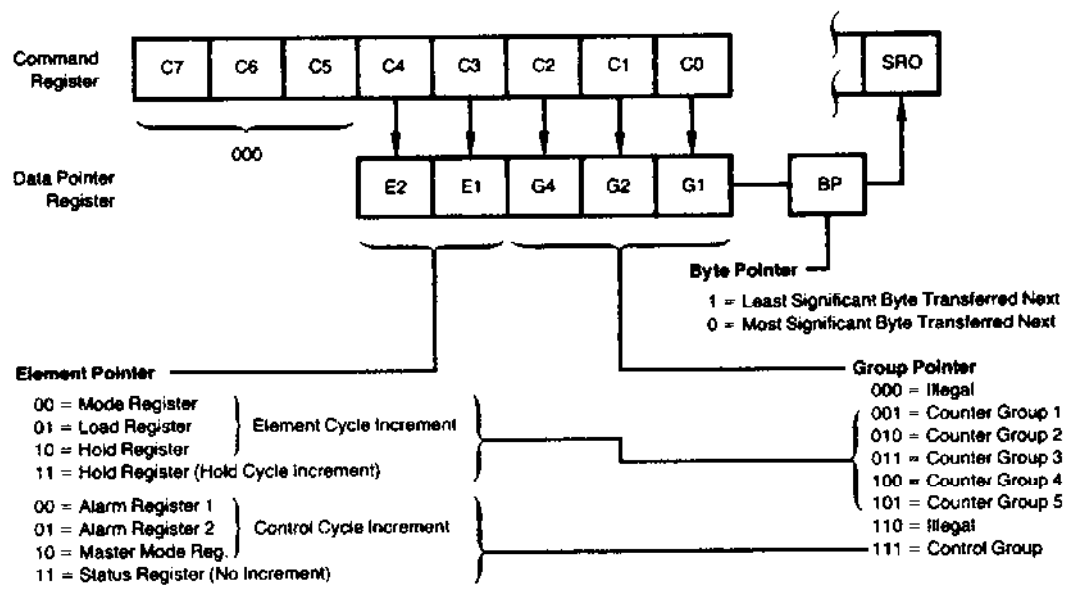 Command
Register
C7 C6 C5 C4 C3 C2 C1 C0
SRO
000
Data Pointer
Register
E2 E1 G4 G2 G1
BP
Byte Pointer
1 = Least Significant Byte Transferred Next
0 = Most Significant Byte Transferred Next
Element Pointer
00 = Mode Register
01 = Load Register
10 = Hold Register
Element Cycle Increment
11 = Hold Register (Hold Cycle Increment)
00 = Alarm Register 1
01 = Alarm Register 2
10 = Master Mode Reg.
Control Cycle Increment
11 = Status Register (No Increment)
Group Pointer
000 = Illegal
001 = Counter Group 1
010 = Counter Group 2
011 = Counter Group 3
100 = Counter Group 4
101 = Counter Group 5
110 = Illegal
111 = Control Group